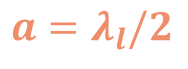 a = λ_l/2